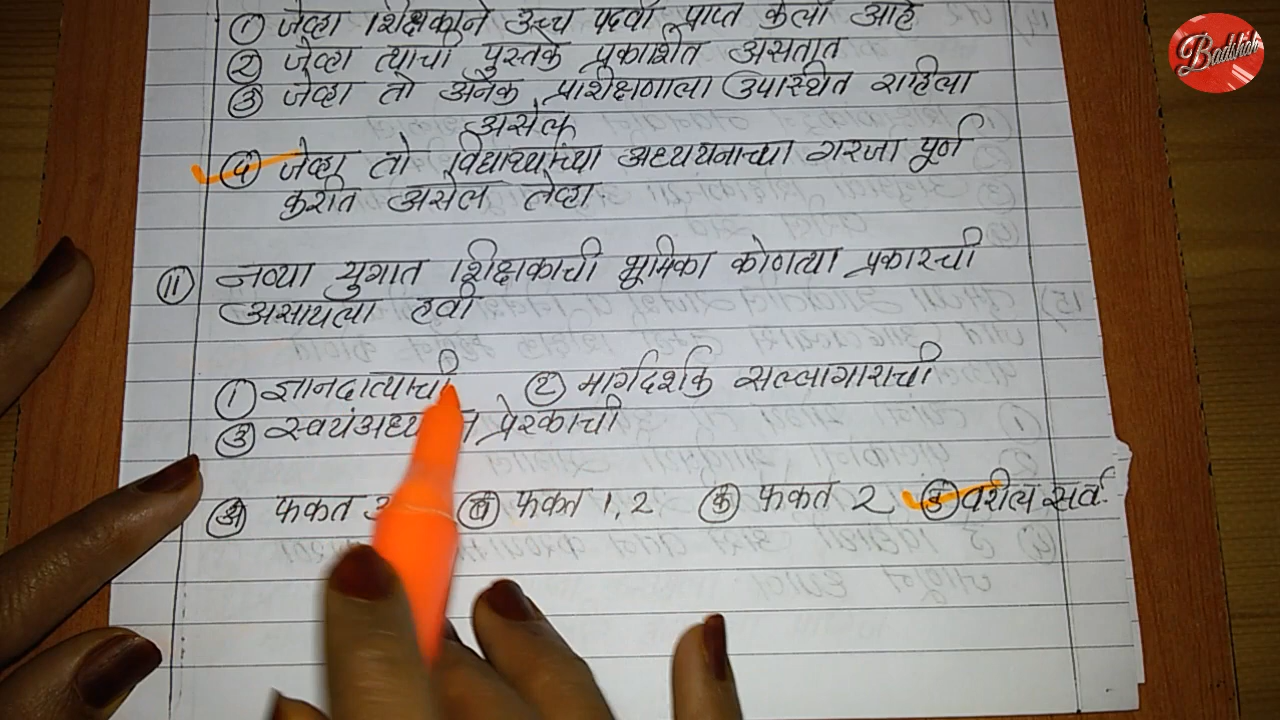 ① जेव्हा शिक्षकाने उच्च पदवी प्राप्त केली आहे
② जेव्हा त्याची पुस्तके प्रकाशित असतात
③ जेव्हा तो अनेक प्रशिक्षणाला उपस्थित राहिला
असेल
④ जेव्हा तो विद्यार्थ्यांच्या अध्ययनाच्या गरजा पूर्ण
करीत असेल तेव्हा.
⑪ नव्या युगात शिक्षकाची भूमिका कोणत्या प्रकारची
असायला हवी
① ज्ञानदात्याची ② मार्गदर्शक सल्लागाराची
③ स्वयंअध्य प्रेरकाची
अ फक्त ब फक्त 1, 2 क फक्त 2 ड वरील सर्व.
Badshah